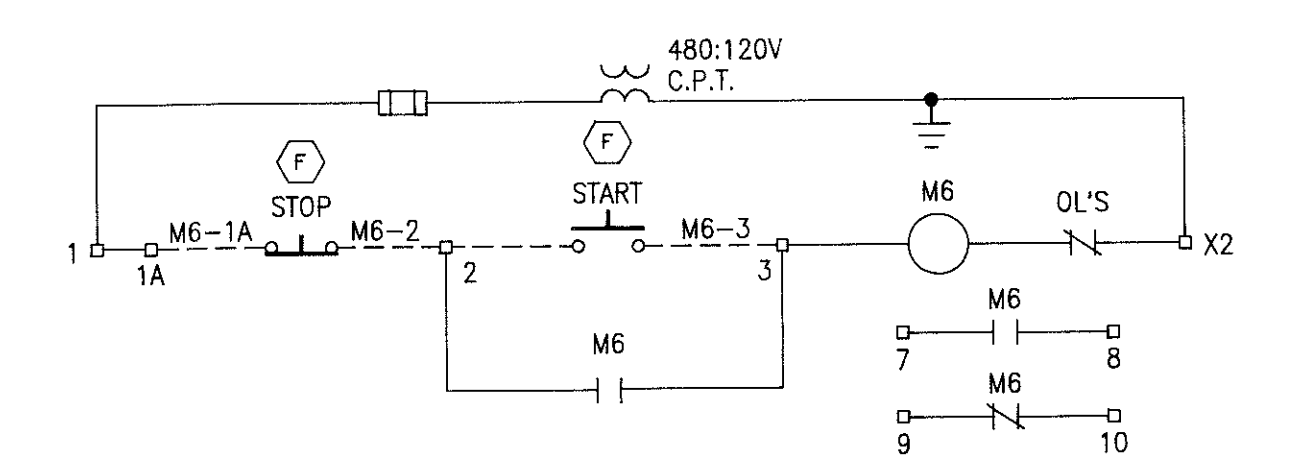 480:120V
C.P.T.
F
F
STOP
START
M6
OL'S
M6-1A
M6-2
M6-3
1
1A
2
3
X2
M6
M6
7
8
M6
9
10